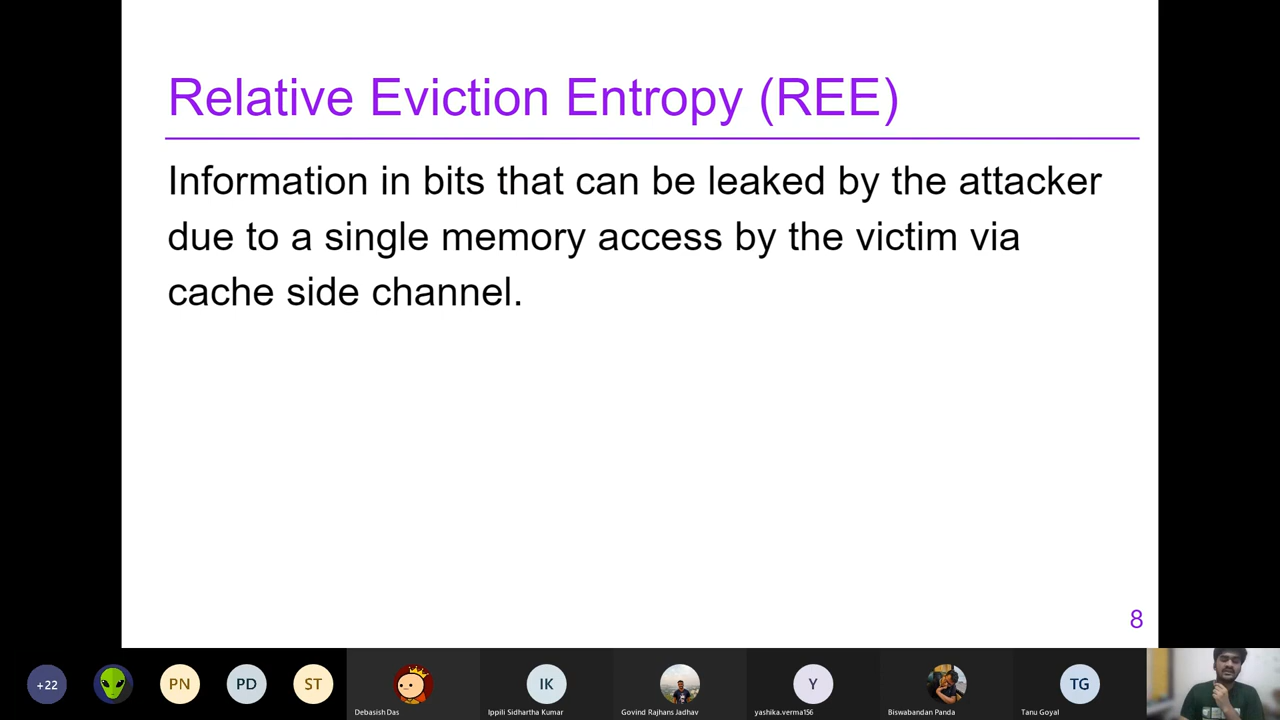 Relative Eviction Entropy (REE)
Information in bits that can be leaked by the attacker
due to a single memory access by the victim via
cache side channel.
8
+22
PN
PD
ST
IK
Y
TG
Debasish Das
Ippili Sidhartha Kumar
Govind Rajhans Jadhav
yashika.verma156
Biswabandan Panda
Tanu Goyal